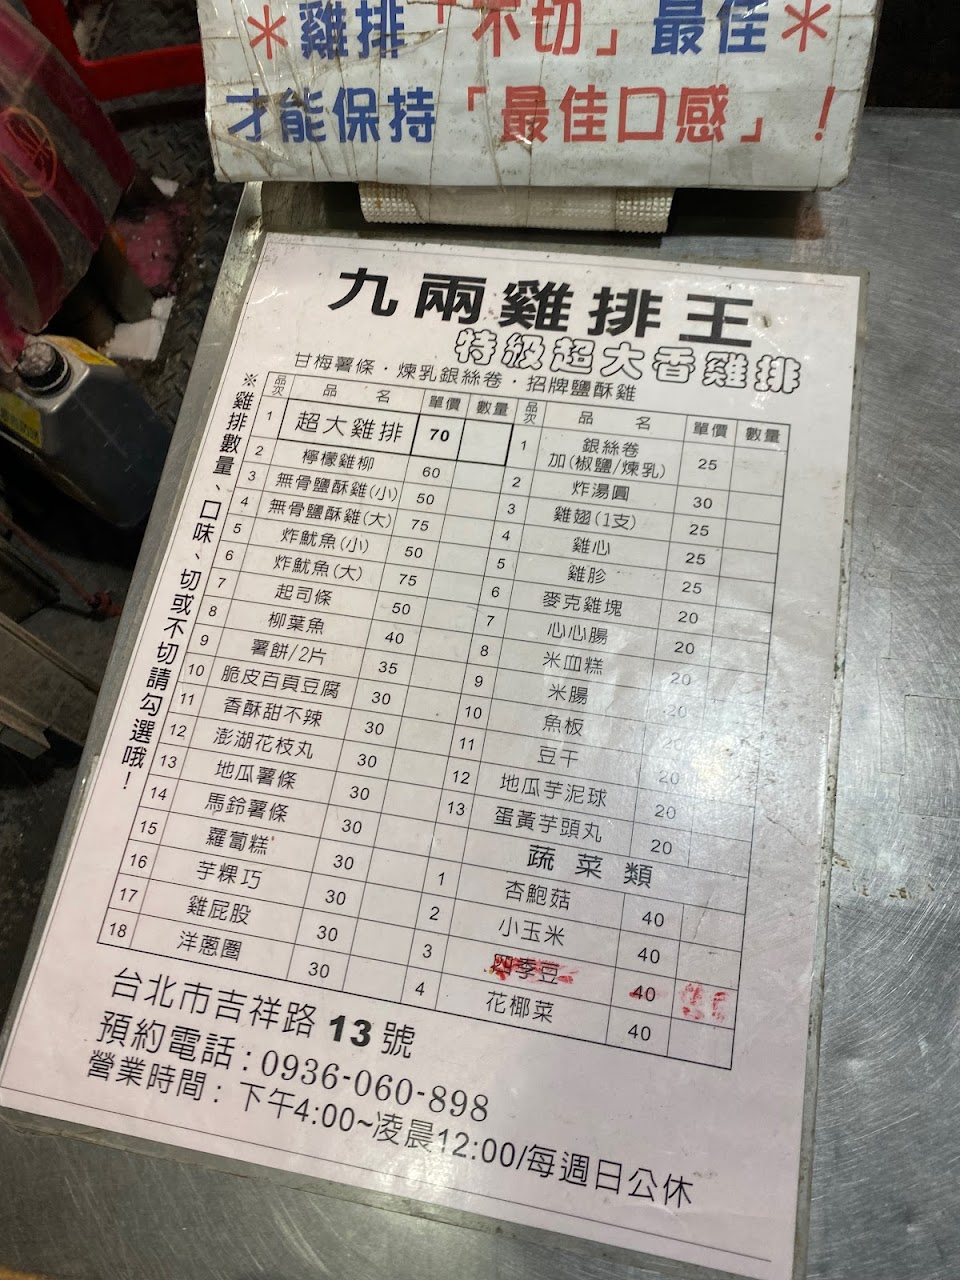 ＊雞排「不切」最佳＊
才能保持「最佳口感」！
九兩雞排王
特級超大香雞排
甘梅薯條・煉乳銀絲卷・招牌鹽酥雞
※雞排數量、口味、切或不切請勾選哦！
品次 品名 單價 數量
1 超大雞排 70
2 檸檬雞柳 60
3 無骨鹽酥雞(小) 50
4 無骨鹽酥雞(大) 75
5 炸魷魚(小) 50
6 炸魷魚(大) 75
7 起司條 50
8 柳葉魚 40
9 薯餅/2片 35
10 脆皮百頁豆腐 30
11 香酥甜不辣 30
12 澎湖花枝丸 30
13 地瓜薯條 30
14 馬鈴薯條 30
15 蘿蔔糕 30
16 芋粿巧 30
17 雞屁股 30
18 洋蔥圈 30
品次 品名 單價 數量
1 銀絲卷
加(椒鹽/煉乳) 25
2 炸湯圓 30
3 雞翅(1支) 25
4 雞心 25
5 雞胗 25
6 麥克雞塊 20
7 心心腸 20
8 米血糕 20
9 米腸 20
10 魚板 20
11 豆干 20
12 地瓜芋泥球 20
13 蛋黃芋頭丸 20
蔬菜類
1 杏鮑菇 40
2 小玉米 40
3 四季豆 40
4 花椰菜 40
台北市吉祥路13號
預約電話：0936-060-898
營業時間：下午4:00~凌晨12:00/每週日公休